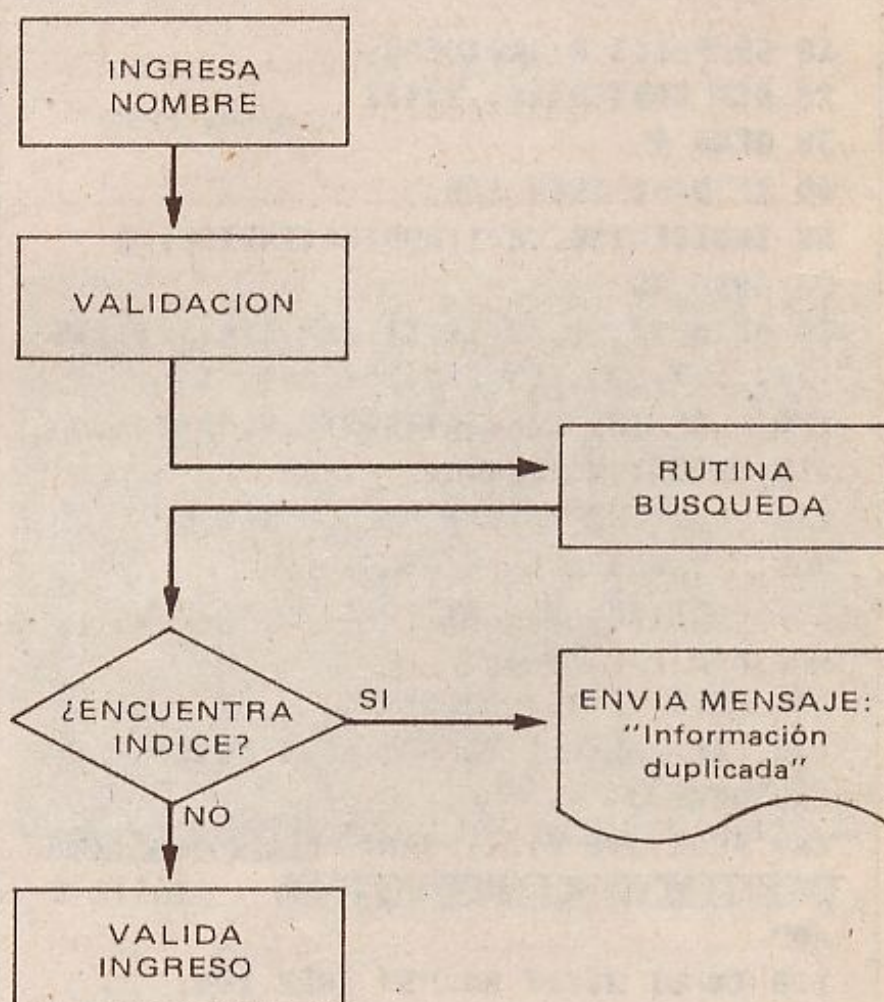 INGRESA
NOMBRE
VALIDACION
RUTINA
BUSQUEDA
¿ENCUENTRA
INDICE?
SI
ENVIA MENSAJE:
"Información
duplicada"
NO
VALIDA
INGRESO